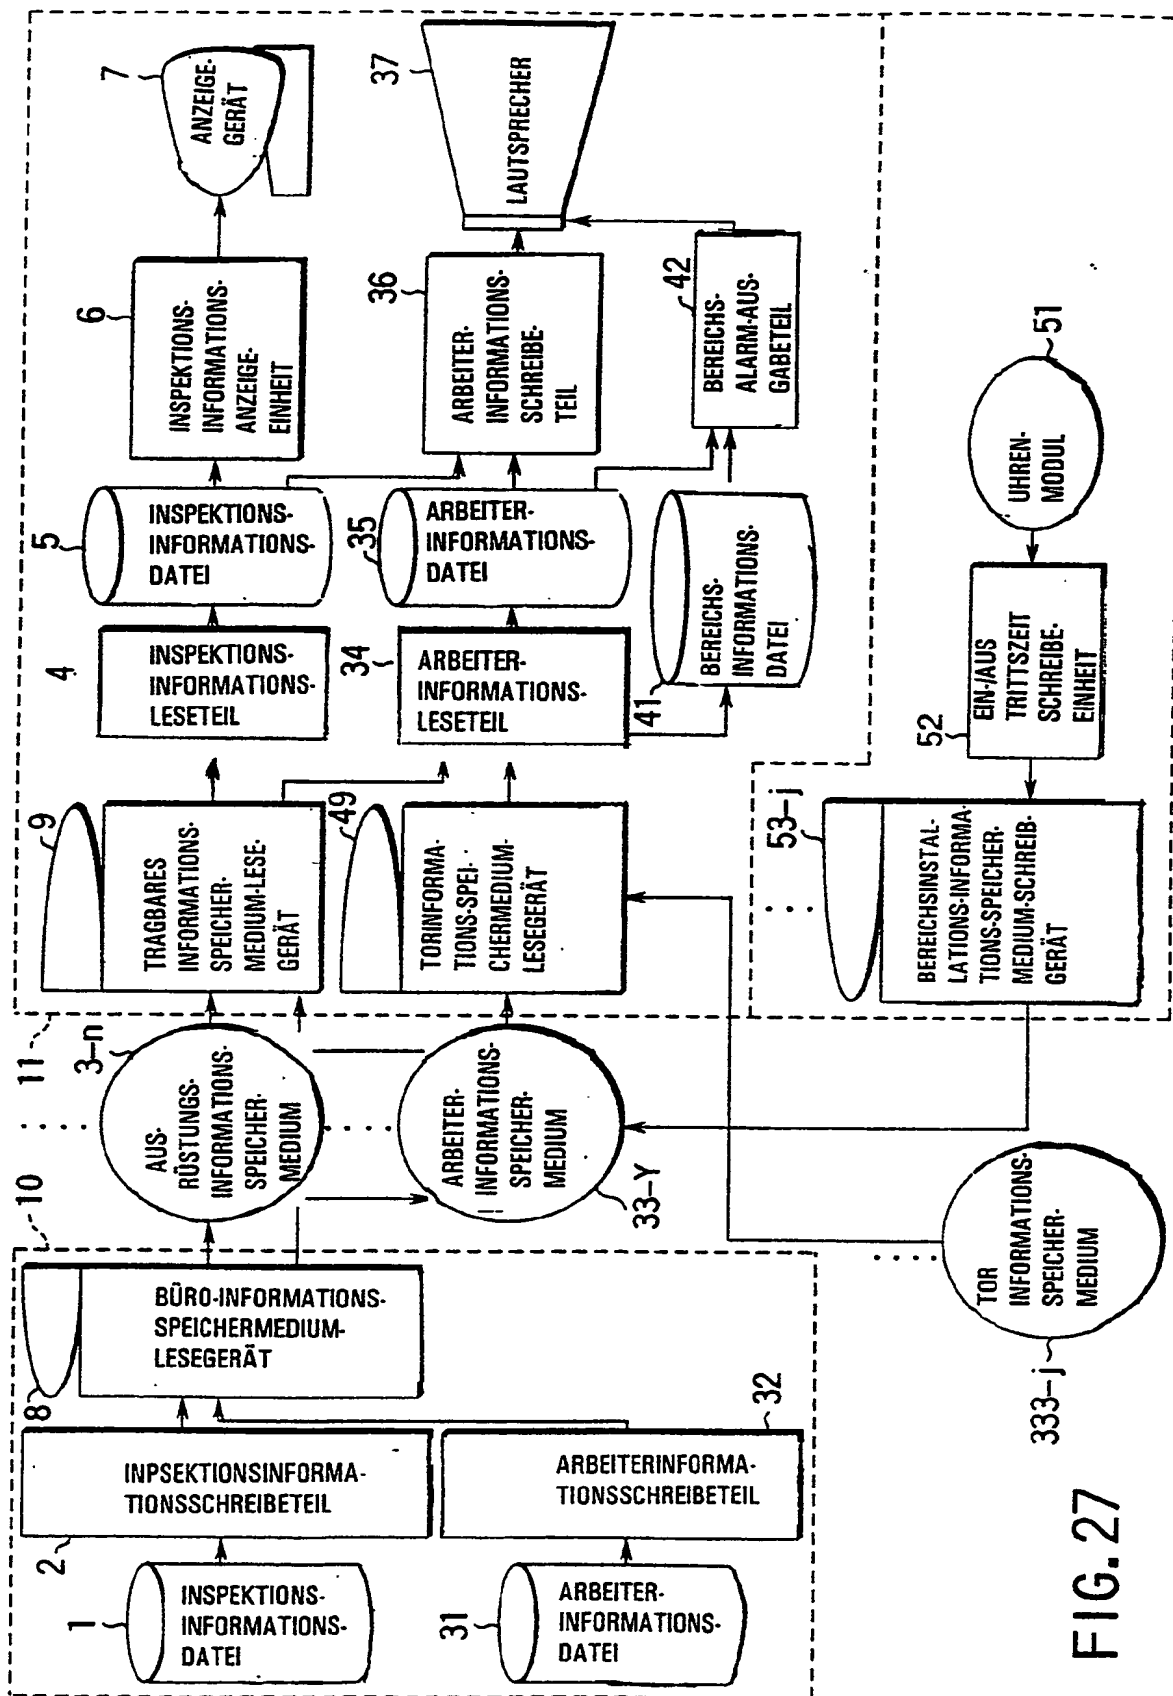 10
8
BÜRO-INFORMATIONS-
SPEICHERMEDIUM-
LESEGERÄT
2
INPSEKTIONSINFORMA-
TIONSSCHREIBETEIL
1
INSPEKTIONS-
INFORMATIONS-
DATEI
32
ARBEITERINFORMA-
TIONSSCHREIBETEIL
31
ARBEITER-
INFORMATIONS-
DATEI
3-n
AUS-
RÜSTUNGS-
INFORMATIONS
SPEICHER
MEDIUM
33-Y
ARBEITER
INFORMATIONS-
SPEICHER-
MEDIUM
333-j
TOR
INFORMATIONS-
SPEICHER-
MEDIUM
11
9
TRAGBARES
INFORMATIONS-
SPEICHER-
MEDIUM-LESE-
GERÄT
4
INSPEKTIONS-
INFORMATIONS-
LESETEIL
5
INSPEKTIONS-
INFORMATIONS-
DATEI
6
INSPEKTIONS-
INFORMATIONS-
ANZEIGE-
EINHEIT
7
ANZEIGE-
GERÄT
49
TORINFORMA-
TIONS-SPEI-
CHERMEDIUM-
LESEGERÄT
34
ARBEITER-
INFORMATIONS-
LESETEIL
35
ARBEITER-
INFORMATIONS-
DATEI
36
ARBEITER-
INFORMATIONS-
SCHREIBE-
TEIL
37
LAUTSPRECHER
41
BEREICHS-
INFORMATIONS
DATEI
42
BEREICHS-
ALARM-AUS-
GABETEIL
53-j
BEREICHSINSTAL-
LATIONS-INFORMA-
TIONS-SPEICHER-
MEDIUM-SCHREIB-
GERÄT
52
EIN-/AUS
TRITTSZEIT
SCHREIBE-
EINHEIT
51
UHREN-
MODUL
FIG.27